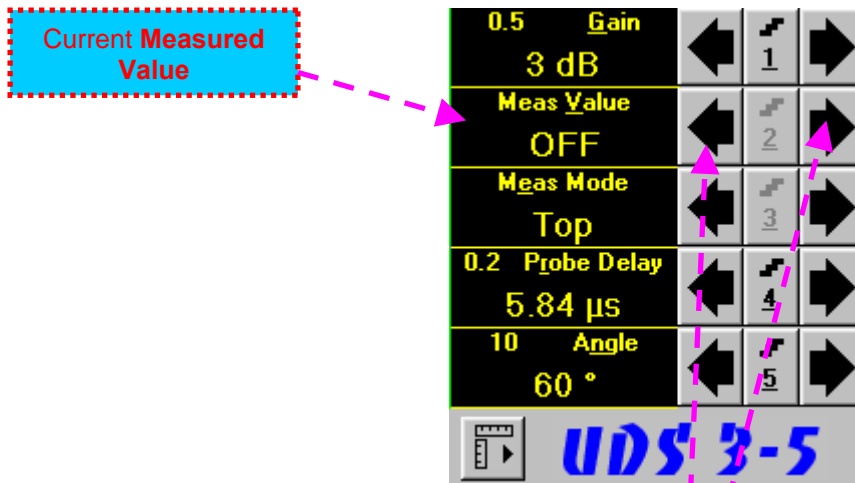 Current Measured
Value
0.5 Gain
3 dB
1
Meas Value
OFF
2
Meas Mode
Top
3
0.2 Probe Delay
5.84 µs
4
10 Angle
60 °
5
UDS 3-5